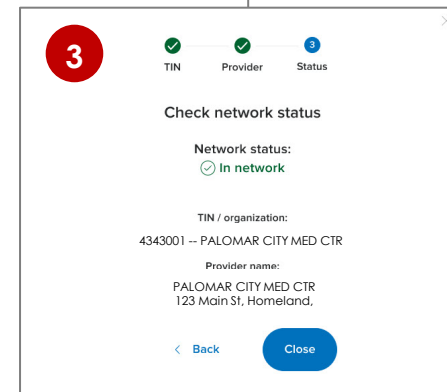 3
3
TIN Provider Status
Check network status
Network status:
In network
TIN / organization:
4343001 -- PALOMAR CITY MED CTR
Provider name:
PALOMAR CITY MED CTR
123 Main St, Homeland,
< Back Close